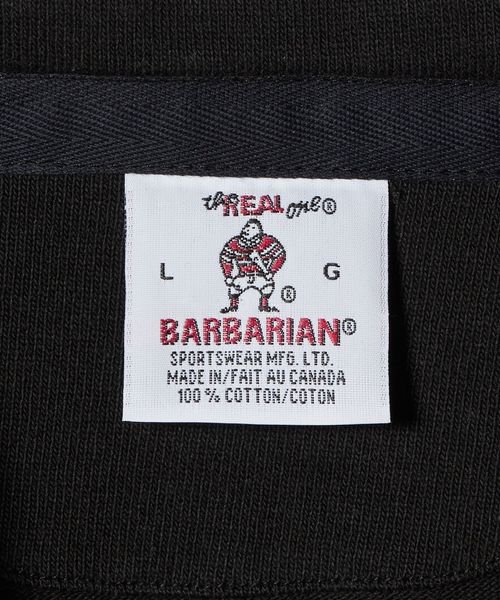 the REAL one®
L G
®
BARBARIAN®
SPORTSWEAR MFG. LTD.
MADE IN/FAIT AU CANADA
100% COTTON/COTON